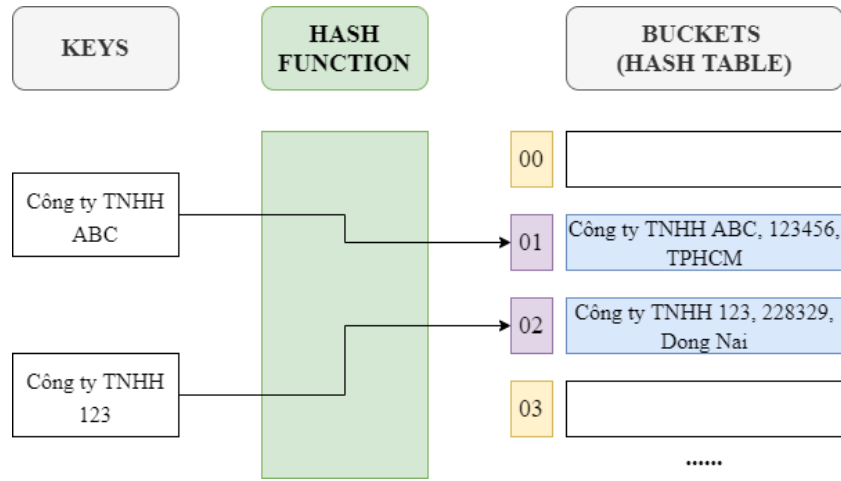 KEYS
HASH
FUNCTION
BUCKETS
(HASH TABLE)
Công ty TNHH
ABC
Công ty TNHH
123
00
01
Công ty TNHH ABC, 123456,
TPHCM
02
Công ty TNHH 123, 228329,
Dong Nai
03
......